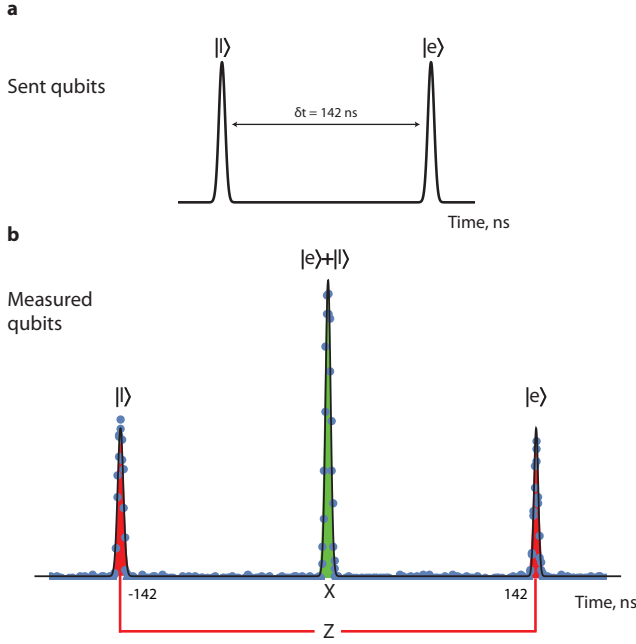 a
|l⟩
|e⟩
Sent qubits
δt = 142 ns
Time, ns
b
|e⟩+|l⟩
Measured
qubits
|l⟩
|e⟩
-142
X
142
Time, ns
Z